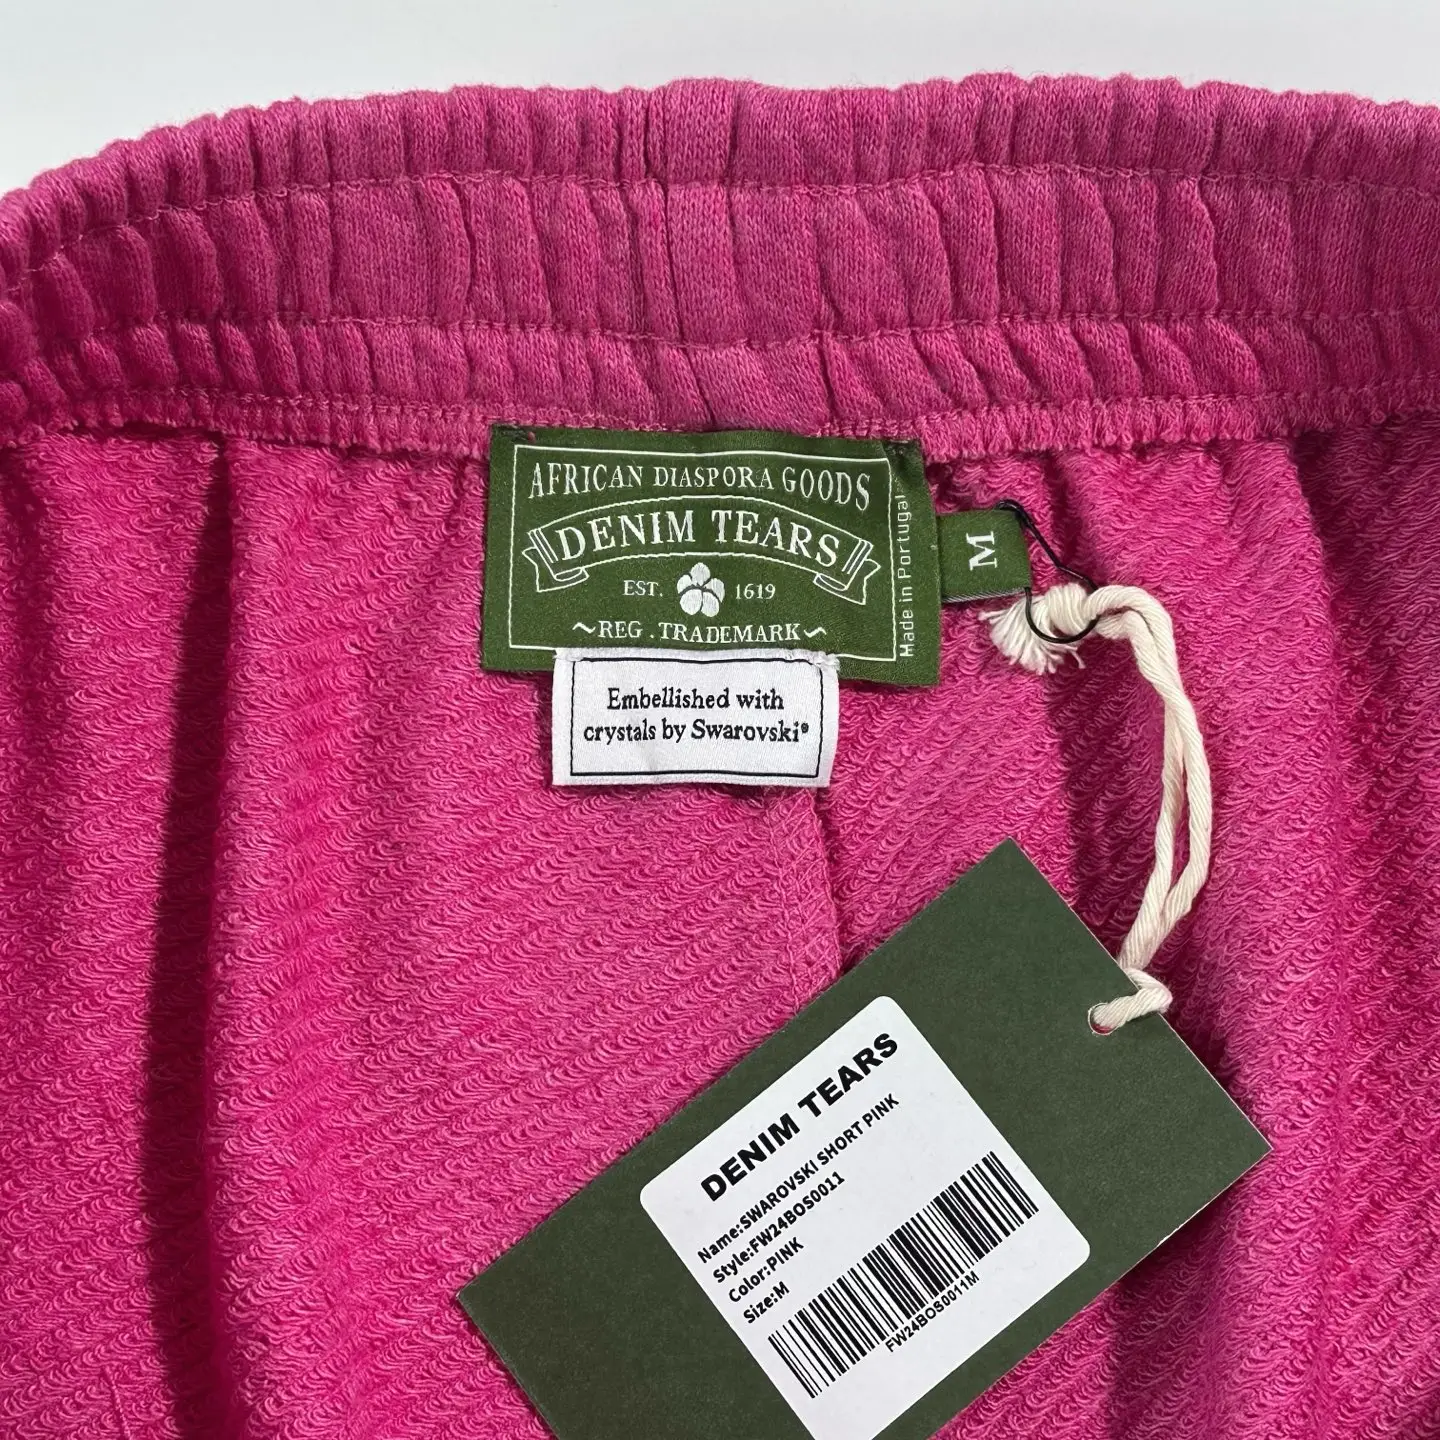 AFRICAN DIASPORA GOODS
DENIM TEARS
EST. 1619
~REG. TRADEMARK~
Made in Portugal
M
Embellished with
crystals by Swarovski®
DENIM TEARS
Name:SWAROVSKI SHORT PINK
Style:FW24BOS0011
Color:PINK
Size:M
FW24BOS0011M